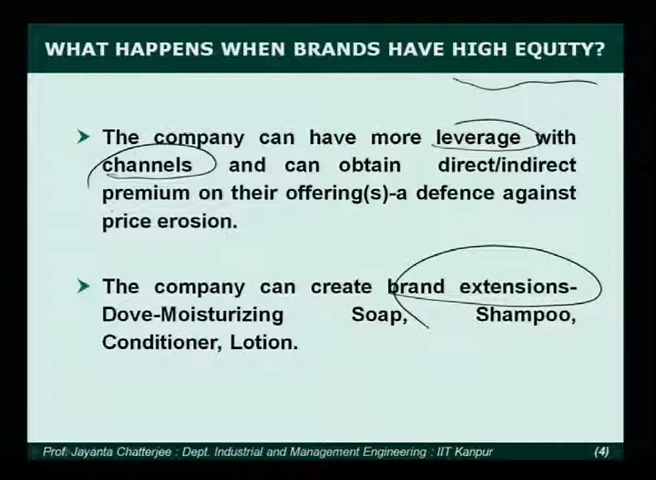 WHAT HAPPENS WHEN BRANDS HAVE HIGH EQUITY?
The company can have more leverage with
channels and can obtain direct/indirect
premium on their offering(s)-a defence against
price erosion.
The company can create brand extensions-
Dove-Moisturizing Soap, Shampoo,
Conditioner, Lotion.
Prof. Jayanta Chatterjee : Dept. Industrial and Management Engineering : IIT Kanpur (4)